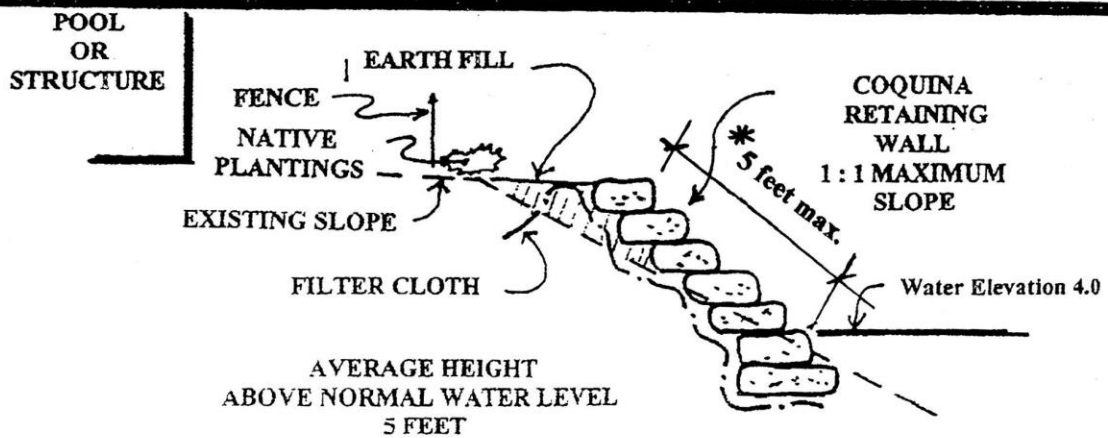 POOL
OR
STRUCTURE
EARTH FILL
FENCE
NATIVE
PLANTINGS
EXISTING SLOPE
FILTER CLOTH
COQUINA
RETAINING
WALL
1 : 1 MAXIMUM
SLOPE
* 5 feet max.
Water Elevation 4.0
AVERAGE HEIGHT
ABOVE NORMAL WATER LEVEL
5 FEET